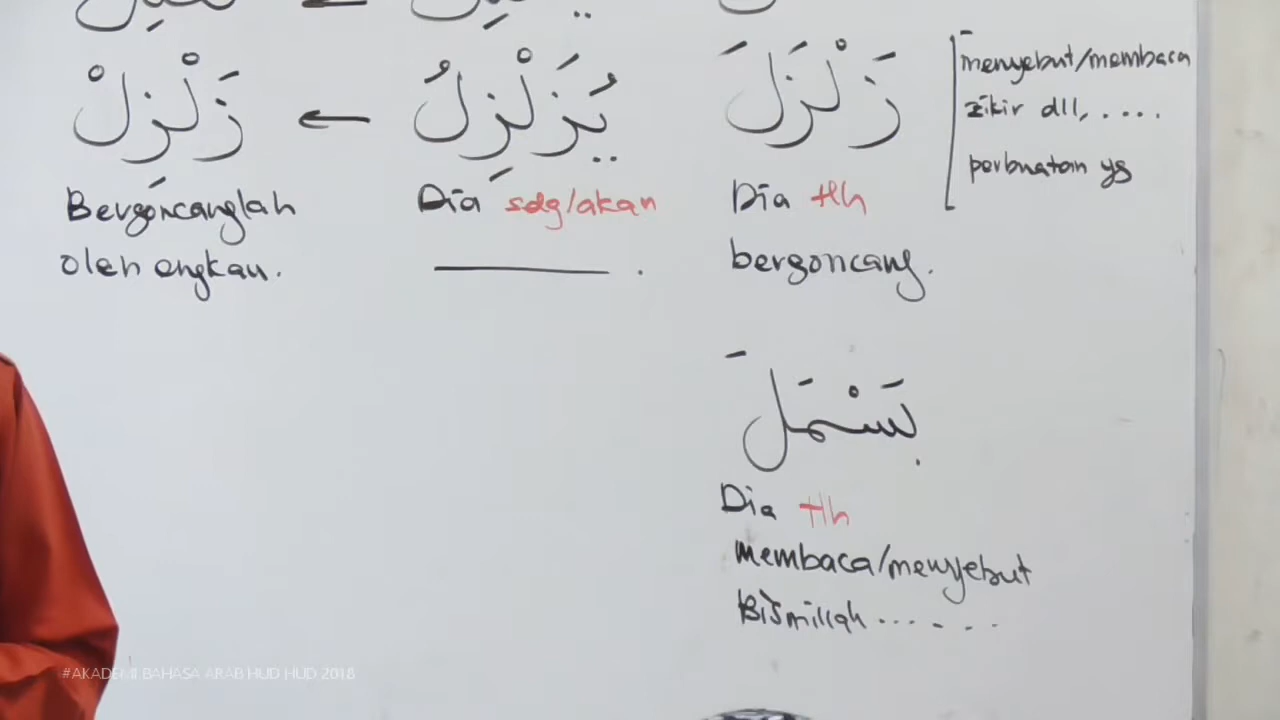 زَلْزَلَ
يُزَلْزِلُ
←
زَلْزِلْ
- menyebut/membaca
zikir dll, . . . .
perbuatan yg
Dia tlh
bergoncang.
Dia sdg/akan
______ .
Bergoncanglah
oleh engkau.
بَسْمَلَ
Dia tlh
membaca/menyebut
Bismillah ... . . .
#AKADEMI BAHASA ARAB HUD HUD 2018